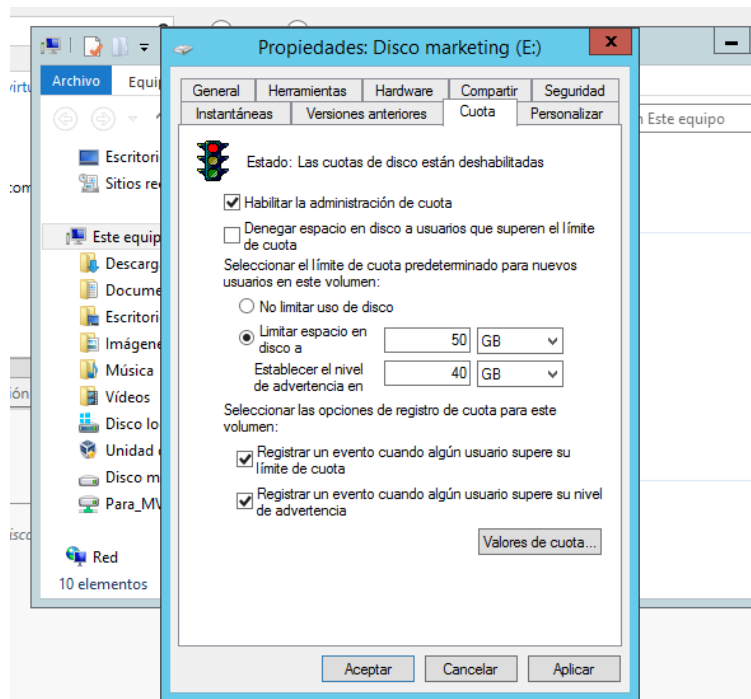 Propiedades: Disco marketing (E:)
x
Archivo
Equi
General
Herramientas
Hardware
Compartir
Seguridad
Instantáneas
Versiones anteriores
Cuota
Personalizar
Este equipo
Estado: Las cuotas de disco están deshabilitadas
Habilitar la administración de cuota
Denegar espacio en disco a usuarios que superen el límite
de cuota
Seleccionar el límite de cuota predeterminado para nuevos
usuarios en este volumen:
No limitar uso de disco
Limitar espacio en
disco a
50
GB
Establecer el nivel
de advertencia en
40
GB
Seleccionar las opciones de registro de cuota para este
volumen:
Registrar un evento cuando algún usuario supere su
límite de cuota
Registrar un evento cuando algún usuario supere su nivel
de advertencia
Valores de cuota...
Aceptar
Cancelar
Aplicar
Escritori
Sitios re
Este equip
Descarg
Docume
Escritori
Imágene
Música
Vídeos
Disco lo
Unidad
Disco m
Para_MV
Red
10 elementos